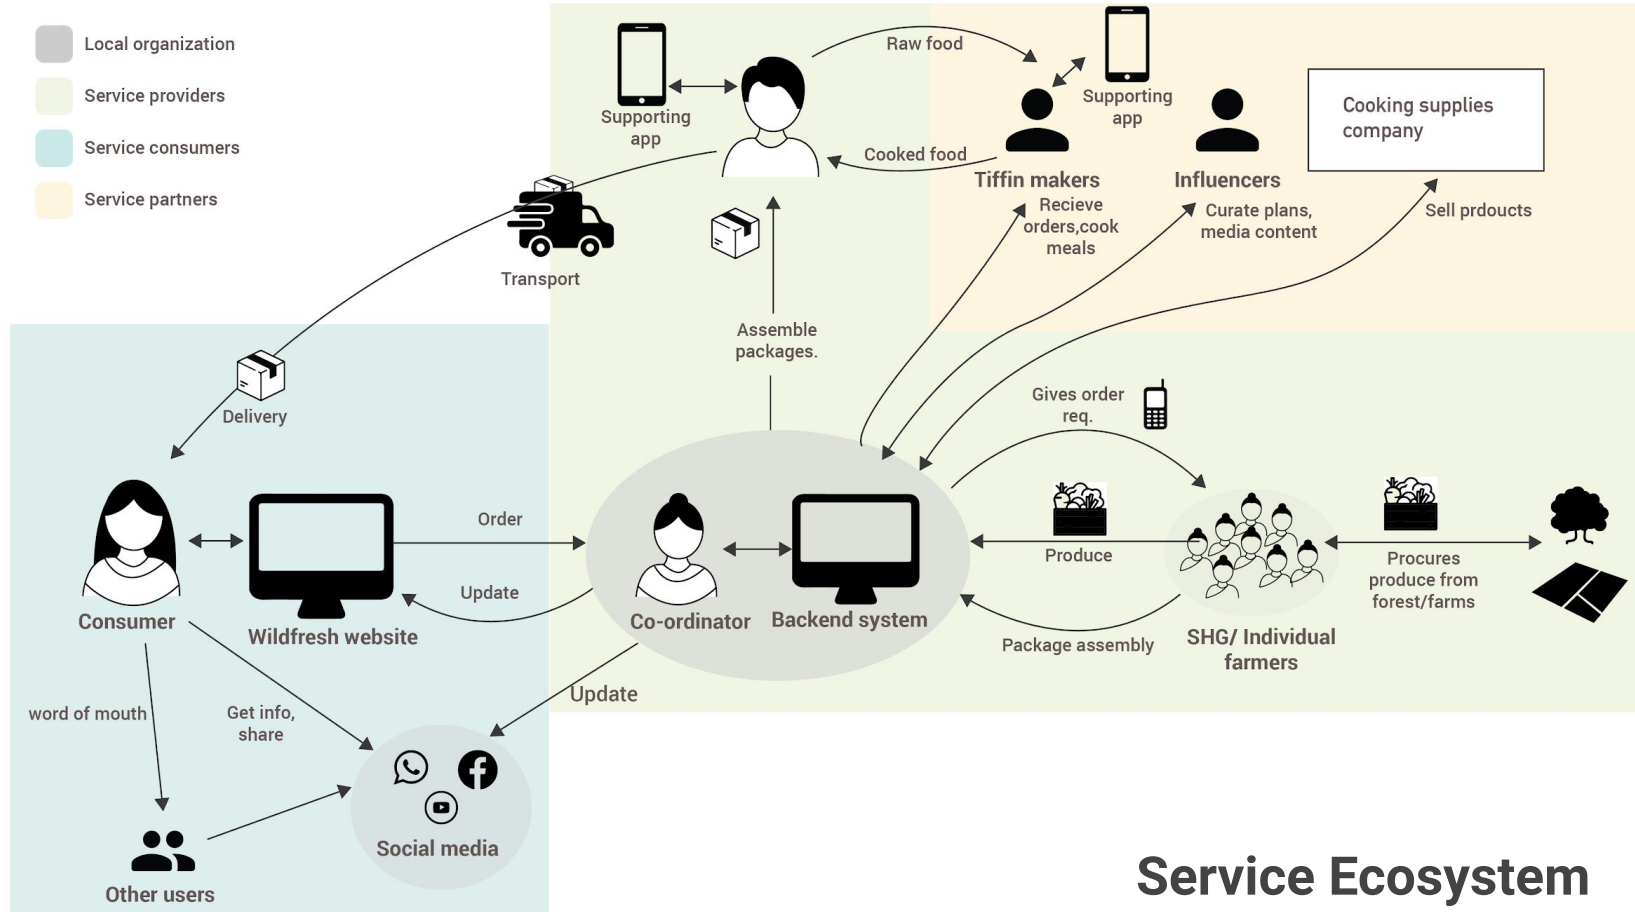 Local organization
Service providers
Service consumers
Service partners
Supporting
app
Raw food
Cooked food
Supporting
app
Tiffin makers
Recieve
orders,cook
meals
Influencers
Curate plans,
media content
Cooking supplies
company
Sell prdoucts
Transport
Assemble
packages.
Delivery
Gives order
req.
Consumer
Wildfresh website
Order
Update
Co-ordinator
Backend system
Produce
Package assembly
SHG/ Individual
farmers
Procures
produce from
forest/farms
Update
word of mouth
Get info,
share
Social media
Other users
Service Ecosystem